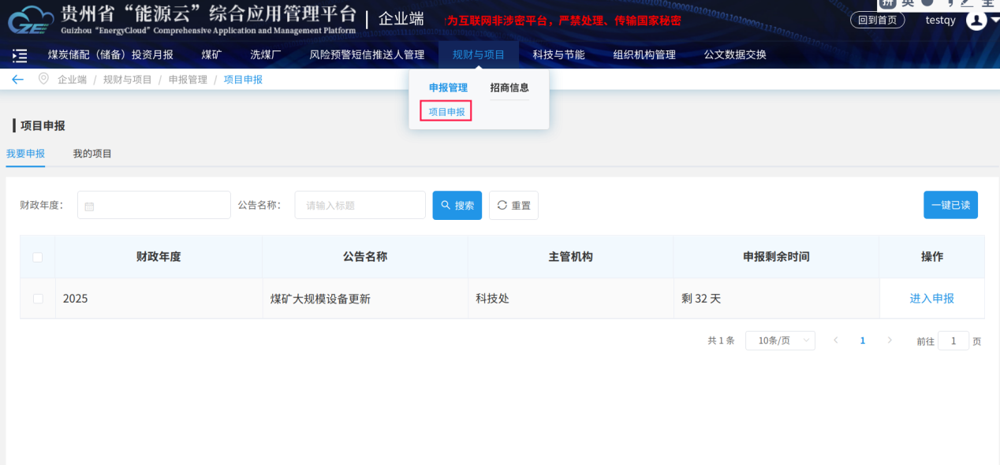 贵州省“能源云”综合应用管理平台
Guizhou “EnergyCloud” Comprehensive Application and Management Platform
企业端
为互联网非涉密平台，严禁处理、传输国家秘密
拼 英
回到首页
testqy
煤炭储配（储备）投资月报 煤矿 洗煤厂 风险预警短信推送人管理 规财与项目 科技与节能 组织机构管理 公文数据交换
企业端 / 规财与项目 / 申报管理 / 项目申报
申报管理 招商信息
项目申报
项目申报
我要申报 我的项目
财政年度： 公告名称： 请输入标题 搜索 重置 一键已读
财政年度 公告名称 主管机构 申报剩余时间 操作
2025 煤矿大规模设备更新 科技处 剩 32 天 进入申报
共 1 条 10条/页 1 前往 1 页